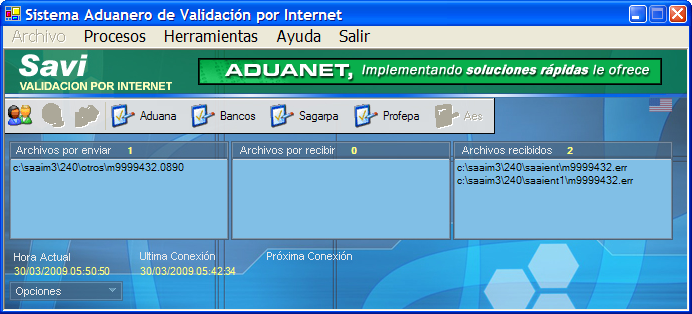 Sistema Aduanero de Validación por Internet
Archivo Procesos Herramientas Ayuda Salir
Savi
VALIDACION POR INTERNET
ADUANET, Implementando soluciones rápidas le ofrece
Aduana Bancos Sagarpa Profepa Aes
Archivos por enviar 1
c:\saaim3\240\otros\m9999432.0890
Archivos por recibir 0
Archivos recibidos 2
c:\saaim3\240\saaient\m9999432.err
c:\saaim3\240\saaient1\m9999432.err
Hora Actual
30/03/2009 05:50:50
Ultima Conexión
30/03/2009 05:42:34
Próxima Conexión
Opciones